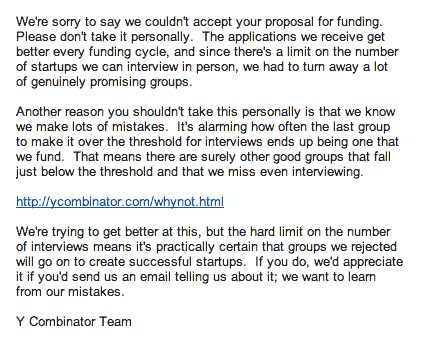 We're sorry to say we couldn't accept your proposal for funding.
Please don't take it personally.  The applications we receive get
better every funding cycle, and since there's a limit on the number
of startups we can interview in person, we had to turn away a lot
of genuinely promising groups.

Another reason you shouldn't take this personally is that we know
we make lots of mistakes.  It's alarming how often the last group
to make it over the threshold for interviews ends up being one that
we fund.  That means there are surely other good groups that fall
just below the threshold and that we miss even interviewing.

http://ycombinator.com/whynot.html

We're trying to get better at this, but the hard limit on the number
of interviews means it's practically certain that groups we rejected
will go on to create successful startups.  If you do, we'd appreciate
it if you'd send us an email telling us about it; we want to learn
from our mistakes.

Y Combinator Team